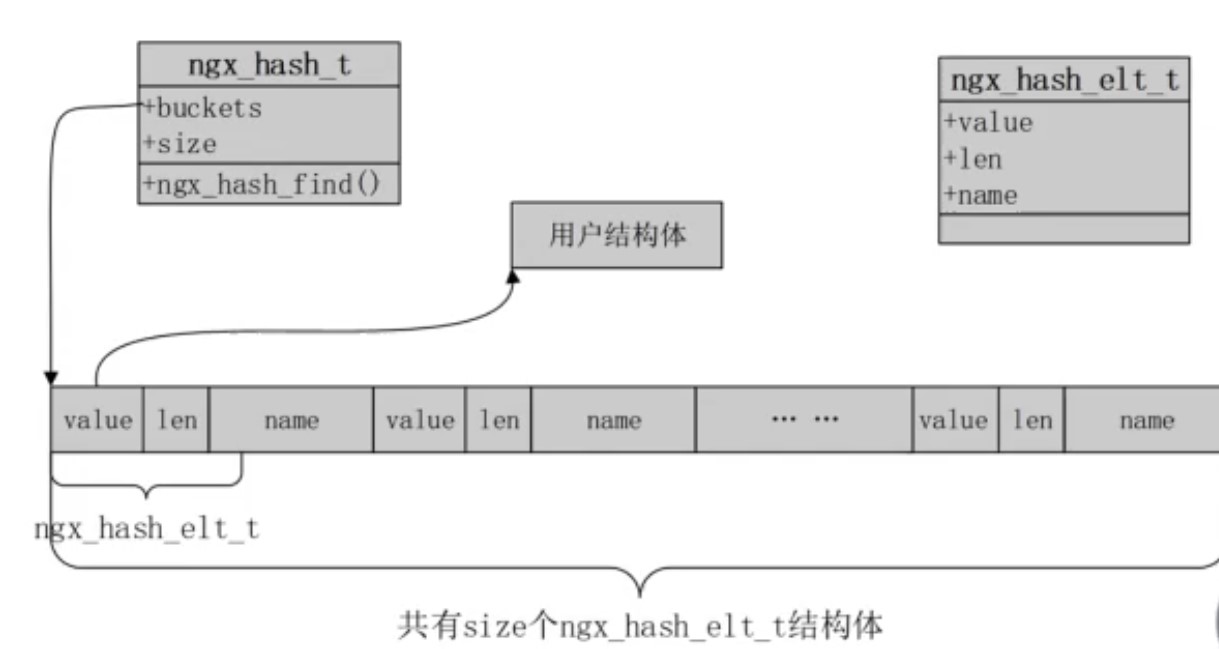 ngx_hash_t
+buckets
+size
+ngx_hash_find()
ngx_hash_elt_t
+value
+len
+name
用户结构体
value len name value len name … … value len name
ngx_hash_elt_t
共有size个ngx_hash_elt_t结构体